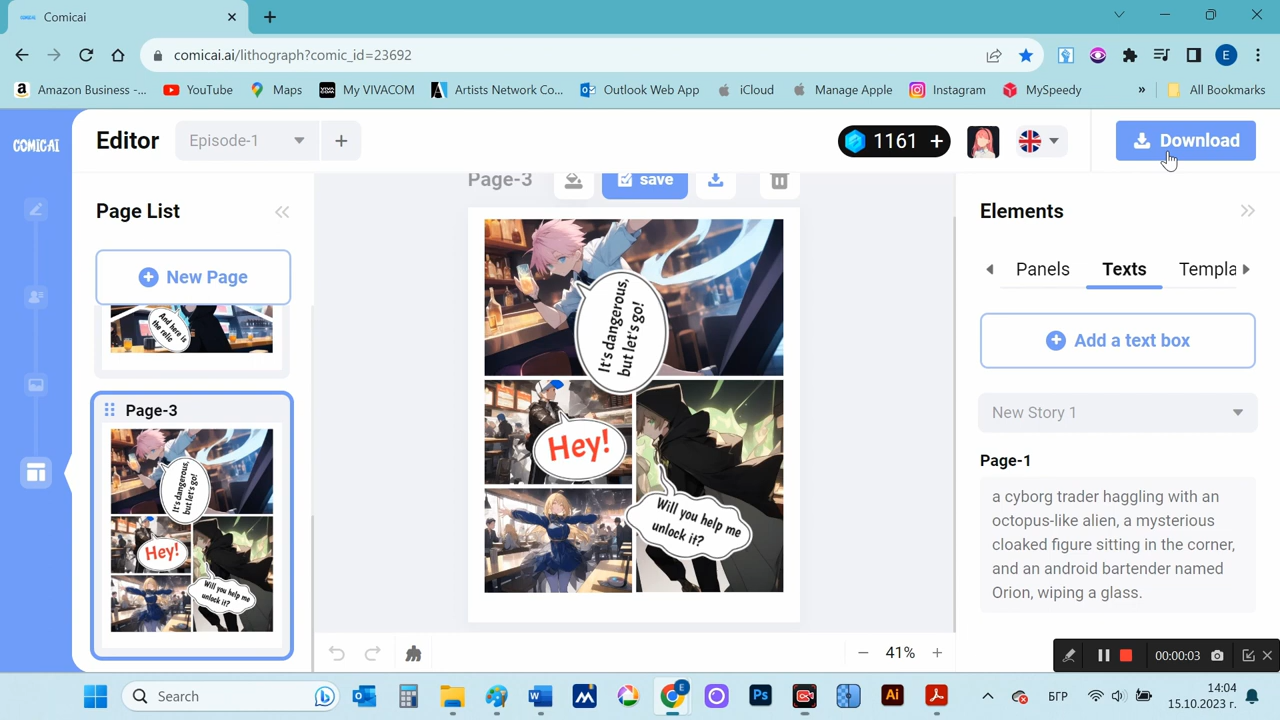 Comicai
comicai.ai/lithograph?comic_id=23692
E
Amazon Business -...
YouTube
Maps
My VIVACOM
Artists Network Co...
Outlook Web App
iCloud
Manage Apple
Instagram
MySpeedy
»
All Bookmarks
COMICAI
Editor
Episode-1
1161
Download
Page List
New Page
And here is
the relic
Page-3
It's dangerous,
but let's go!
Hey!
Will you help me
unlock it?
Page-3
save
It's dangerous,
but let's go!
Hey!
Will you help me
unlock it?
41%
Elements
Panels
Texts
Templa
Add a text box
New Story 1
Page-1
a cyborg trader haggling with an
octopus-like alien, a mysterious
cloaked figure sitting in the corner,
and an android bartender named
Orion, wiping a glass.
00:00:03
Search
E
Ps
Ai
БГР
14:04
15.10.2023 г.